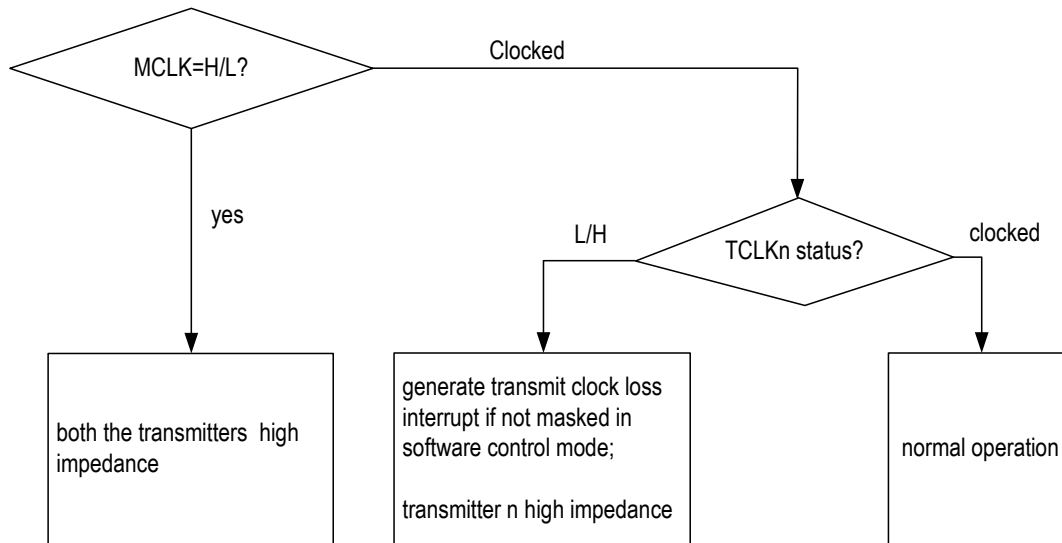 MCLK=H/L?
Clocked
yes
L/H
TCLKn status?
clocked
both the transmitters high
impedance
generate transmit clock loss
interrupt if not masked in
software control mode;
transmitter n high impedance
normal operation